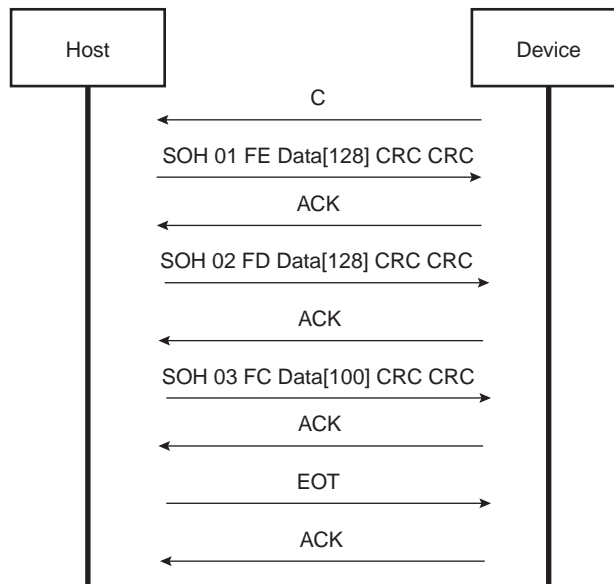 Host
Device
C
SOH 01 FE Data[128] CRC CRC
ACK
SOH 02 FD Data[128] CRC CRC
ACK
SOH 03 FC Data[100] CRC CRC
ACK
EOT
ACK